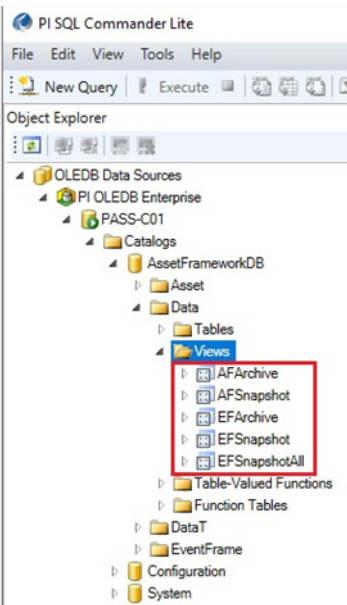 PI SQL Commander Lite
File Edit View Tools Help
New Query Execute
Object Explorer
OLEDB Data Sources
PI OLEDB Enterprise
PASS-C01
Catalogs
AssetFrameworkDB
Asset
Data
Tables
Views
AFArchive
AFSnapshot
EFArchive
EFSnapshot
EFSnapshotAll
Table-Valued Functions
Function Tables
DataT
EventFrame
Configuration
System